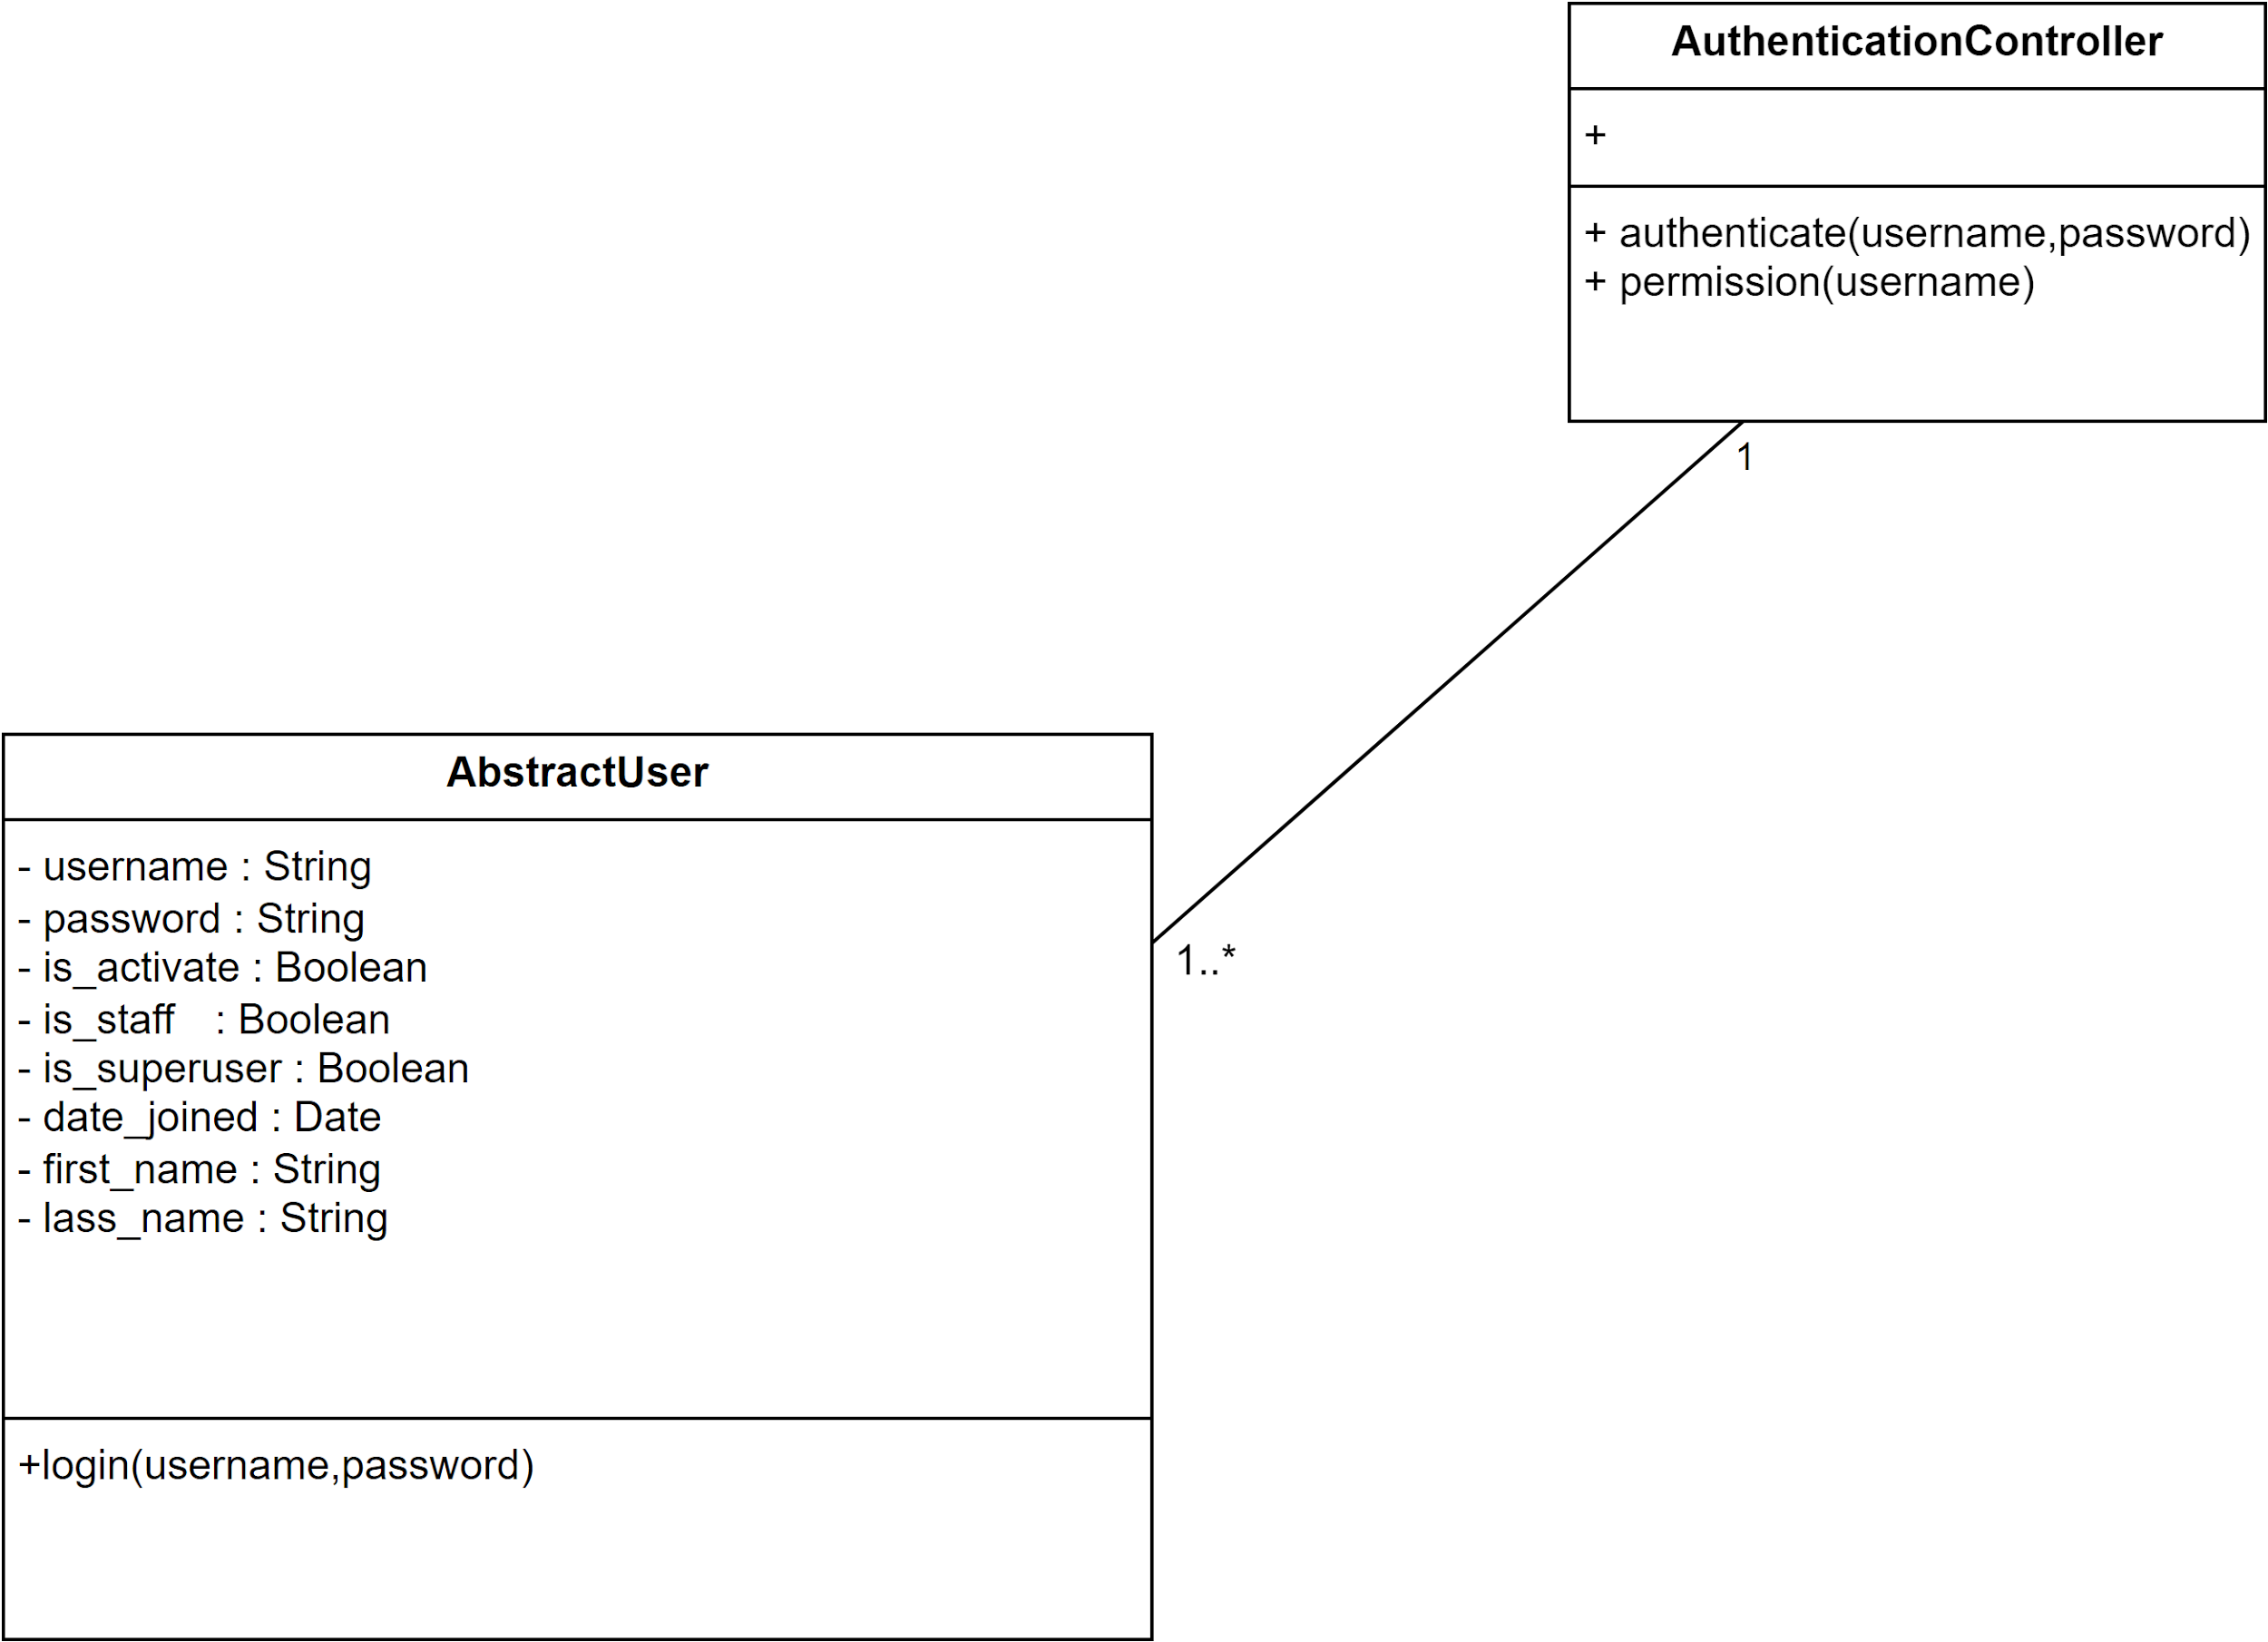 AuthenticationController
+
+ authenticate(username,password)
+ permission(username)
1
AbstractUser
- username : String
- password : String
- is_activate : Boolean
- is_staff   : Boolean
- is_superuser : Boolean
- date_joined : Date
- first_name : String
- lass_name : String
1..*
+login(username,password)